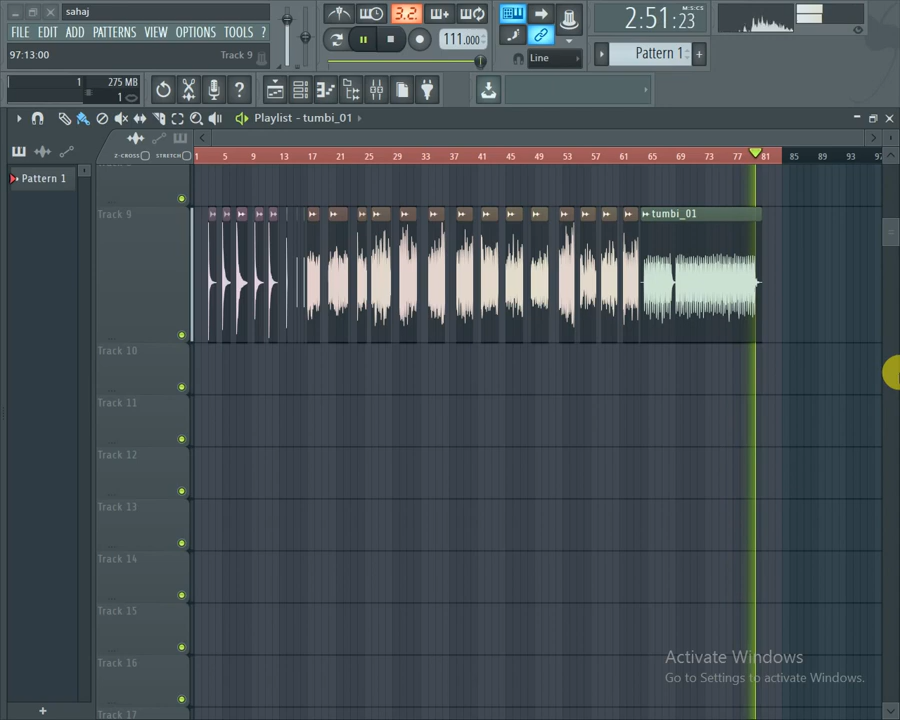 sahaj
FILE EDIT ADD PATTERNS VIEW OPTIONS TOOLS ?
97:13:00 Track 9
3.2.
111.000
Line
M:S:CS
2:51:23
Pattern 1
+
1 275 MB
1
Playlist - tumbi_01
Z-CROSS STRETCH
1 5 9 13 17 21 25 29 33 37 41 45 49 53 57 61 65 69 73 77 81 85 89 93 97
Pattern 1
Track 9
tumbi_01
Track 10
Track 11
Track 12
Track 13
Track 14
Track 15
Track 16
Track 17
+
Activate Windows
Go to Settings to activate Windows.